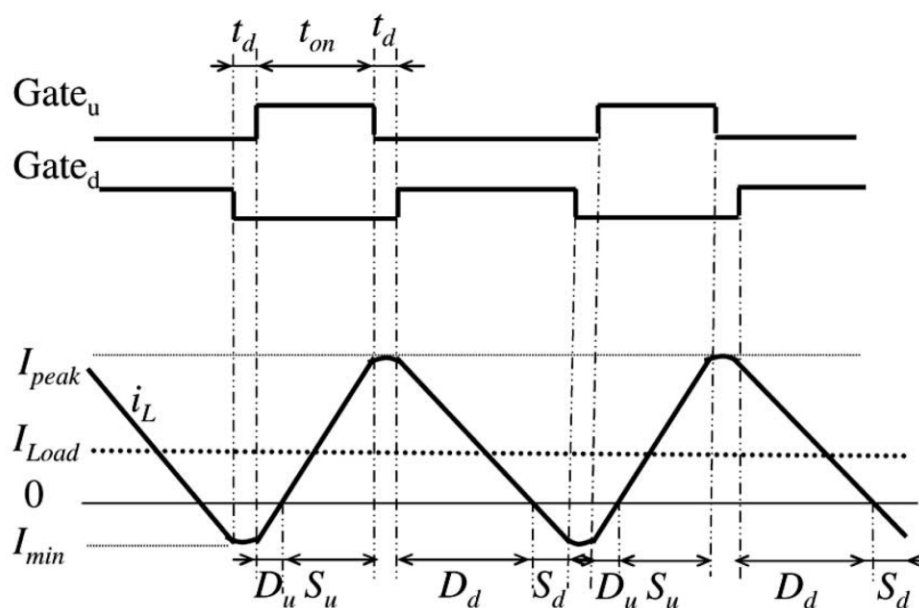 t_d t_on t_d
Gate_u
Gate_d
I_peak
i_L
I_Load
0
I_min
D_u S_u D_d S_d D_u S_u D_d S_d